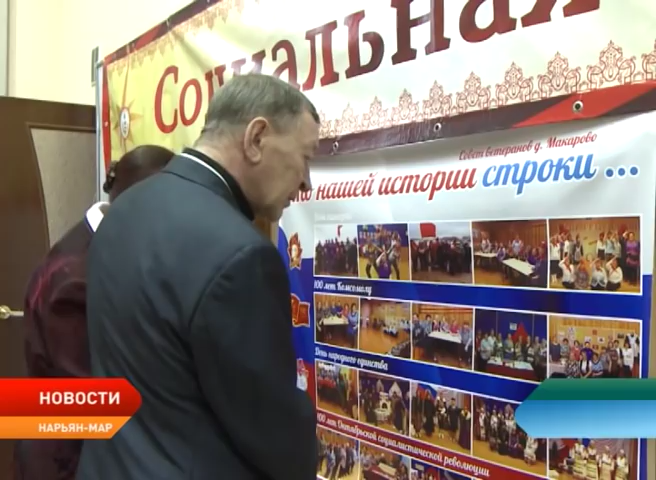 Социальная
Совет ветеранов д. Макарово
нашей истории строки ...
100 лет Комсомолу
День народного единства
100 лет Октябрьской социалистической революции
НОВОСТИ
НАРЬЯН-МАР